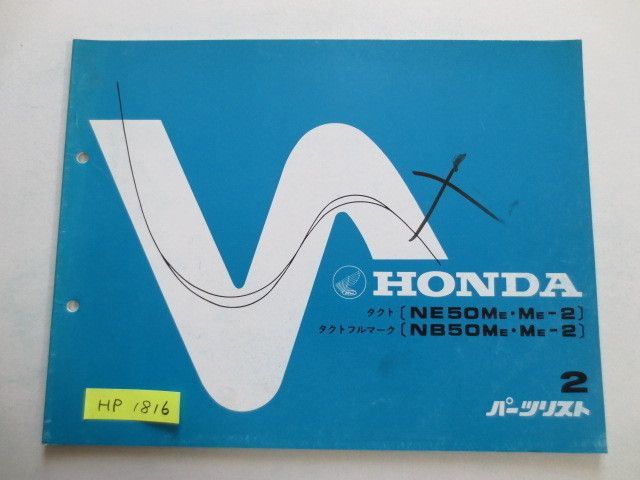 HONDA
タクト〔NE50ME・ME-2〕
タクトフルマーク〔NB50ME・ME-2〕
2
パーツリスト
HP 1816